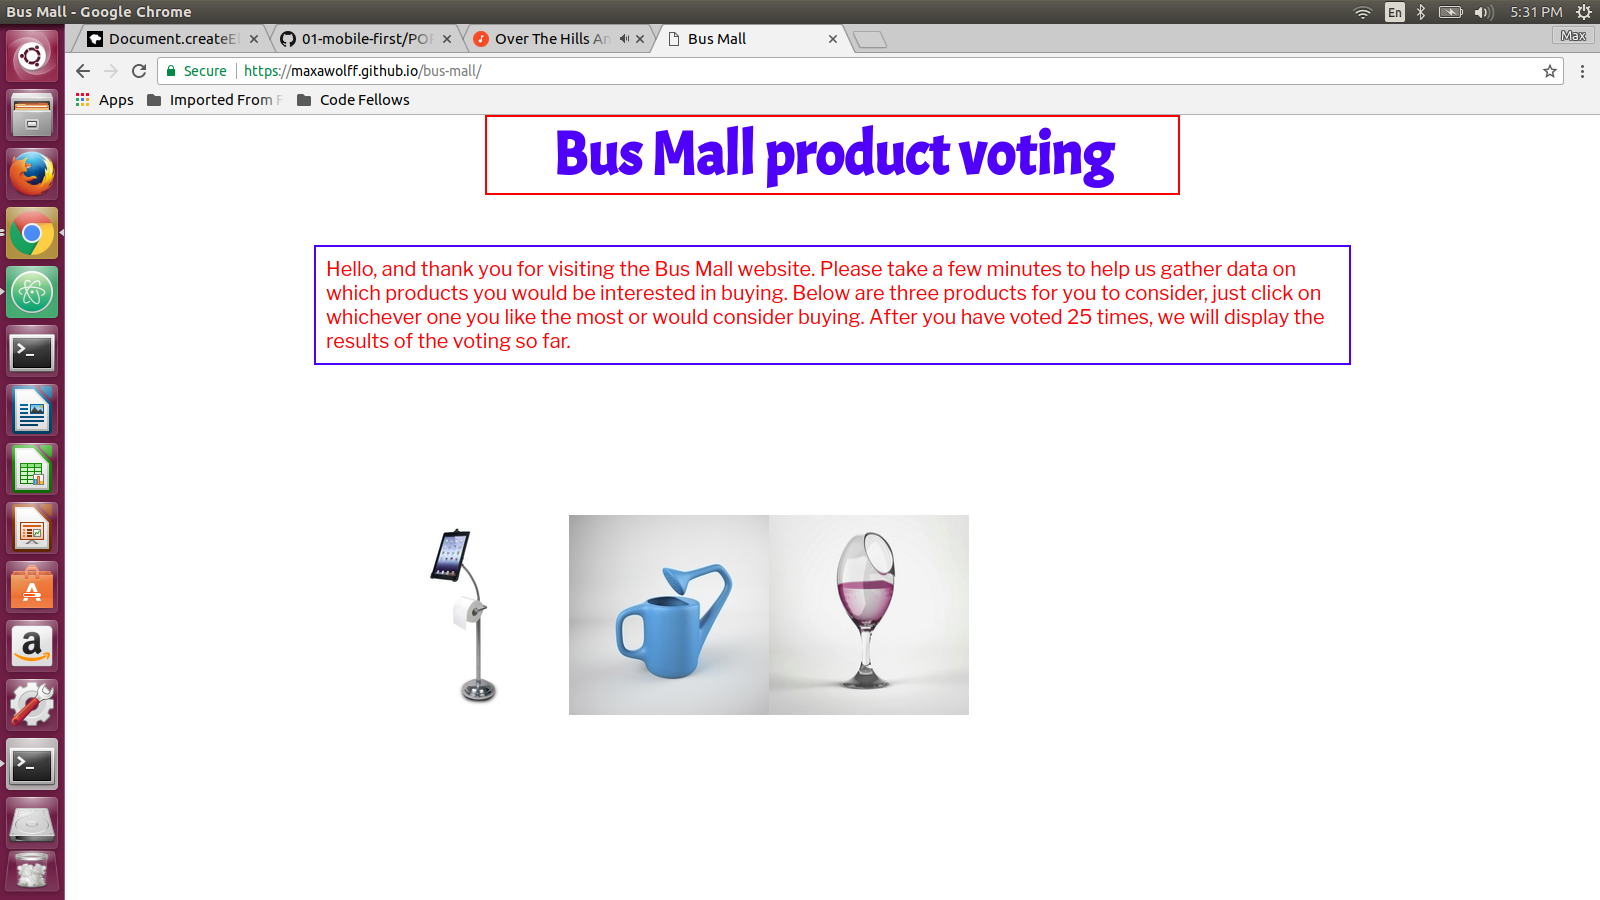 Bus Mall - Google Chrome
En
5:31 PM
Document.createEl
01-mobile-first/POR
Over The Hills An
Bus Mall
Max
Secure
https://maxawolff.github.io/bus-mall/
Apps
Imported From F
Code Fellows
Bus Mall product voting
Hello, and thank you for visiting the Bus Mall website. Please take a few minutes to help us gather data on
which products you would be interested in buying. Below are three products for you to consider, just click on
whichever one you like the most or would consider buying. After you have voted 25 times, we will display the
results of the voting so far.